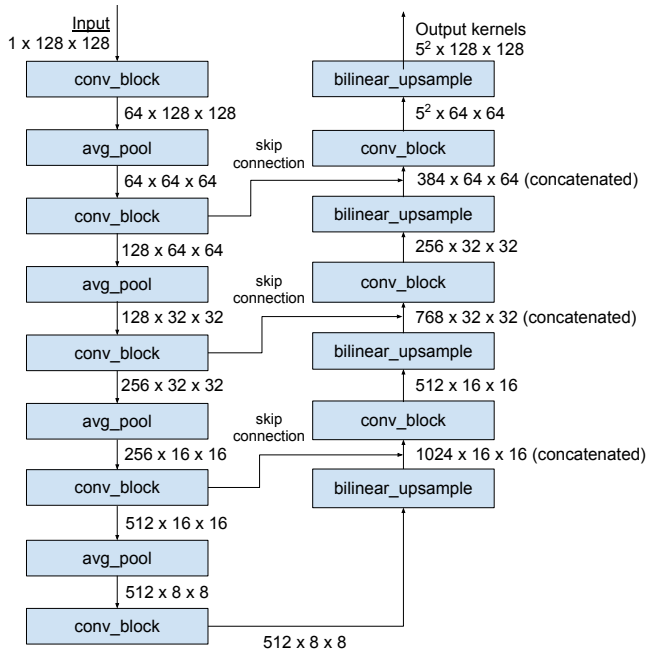 Input
1 x 128 x 128
conv_block
64 x 128 x 128
avg_pool
64 x 64 x 64
conv_block
128 x 64 x 64
avg_pool
128 x 32 x 32
conv_block
256 x 32 x 32
avg_pool
256 x 16 x 16
conv_block
512 x 16 x 16
avg_pool
512 x 8 x 8
conv_block
512 x 8 x 8
skip
connection
skip
connection
skip
connection
Output kernels
5² x 128 x 128
bilinear_upsample
5² x 64 x 64
conv_block
384 x 64 x 64 (concatenated)
bilinear_upsample
256 x 32 x 32
conv_block
768 x 32 x 32 (concatenated)
bilinear_upsample
512 x 16 x 16
conv_block
1024 x 16 x 16 (concatenated)
bilinear_upsample